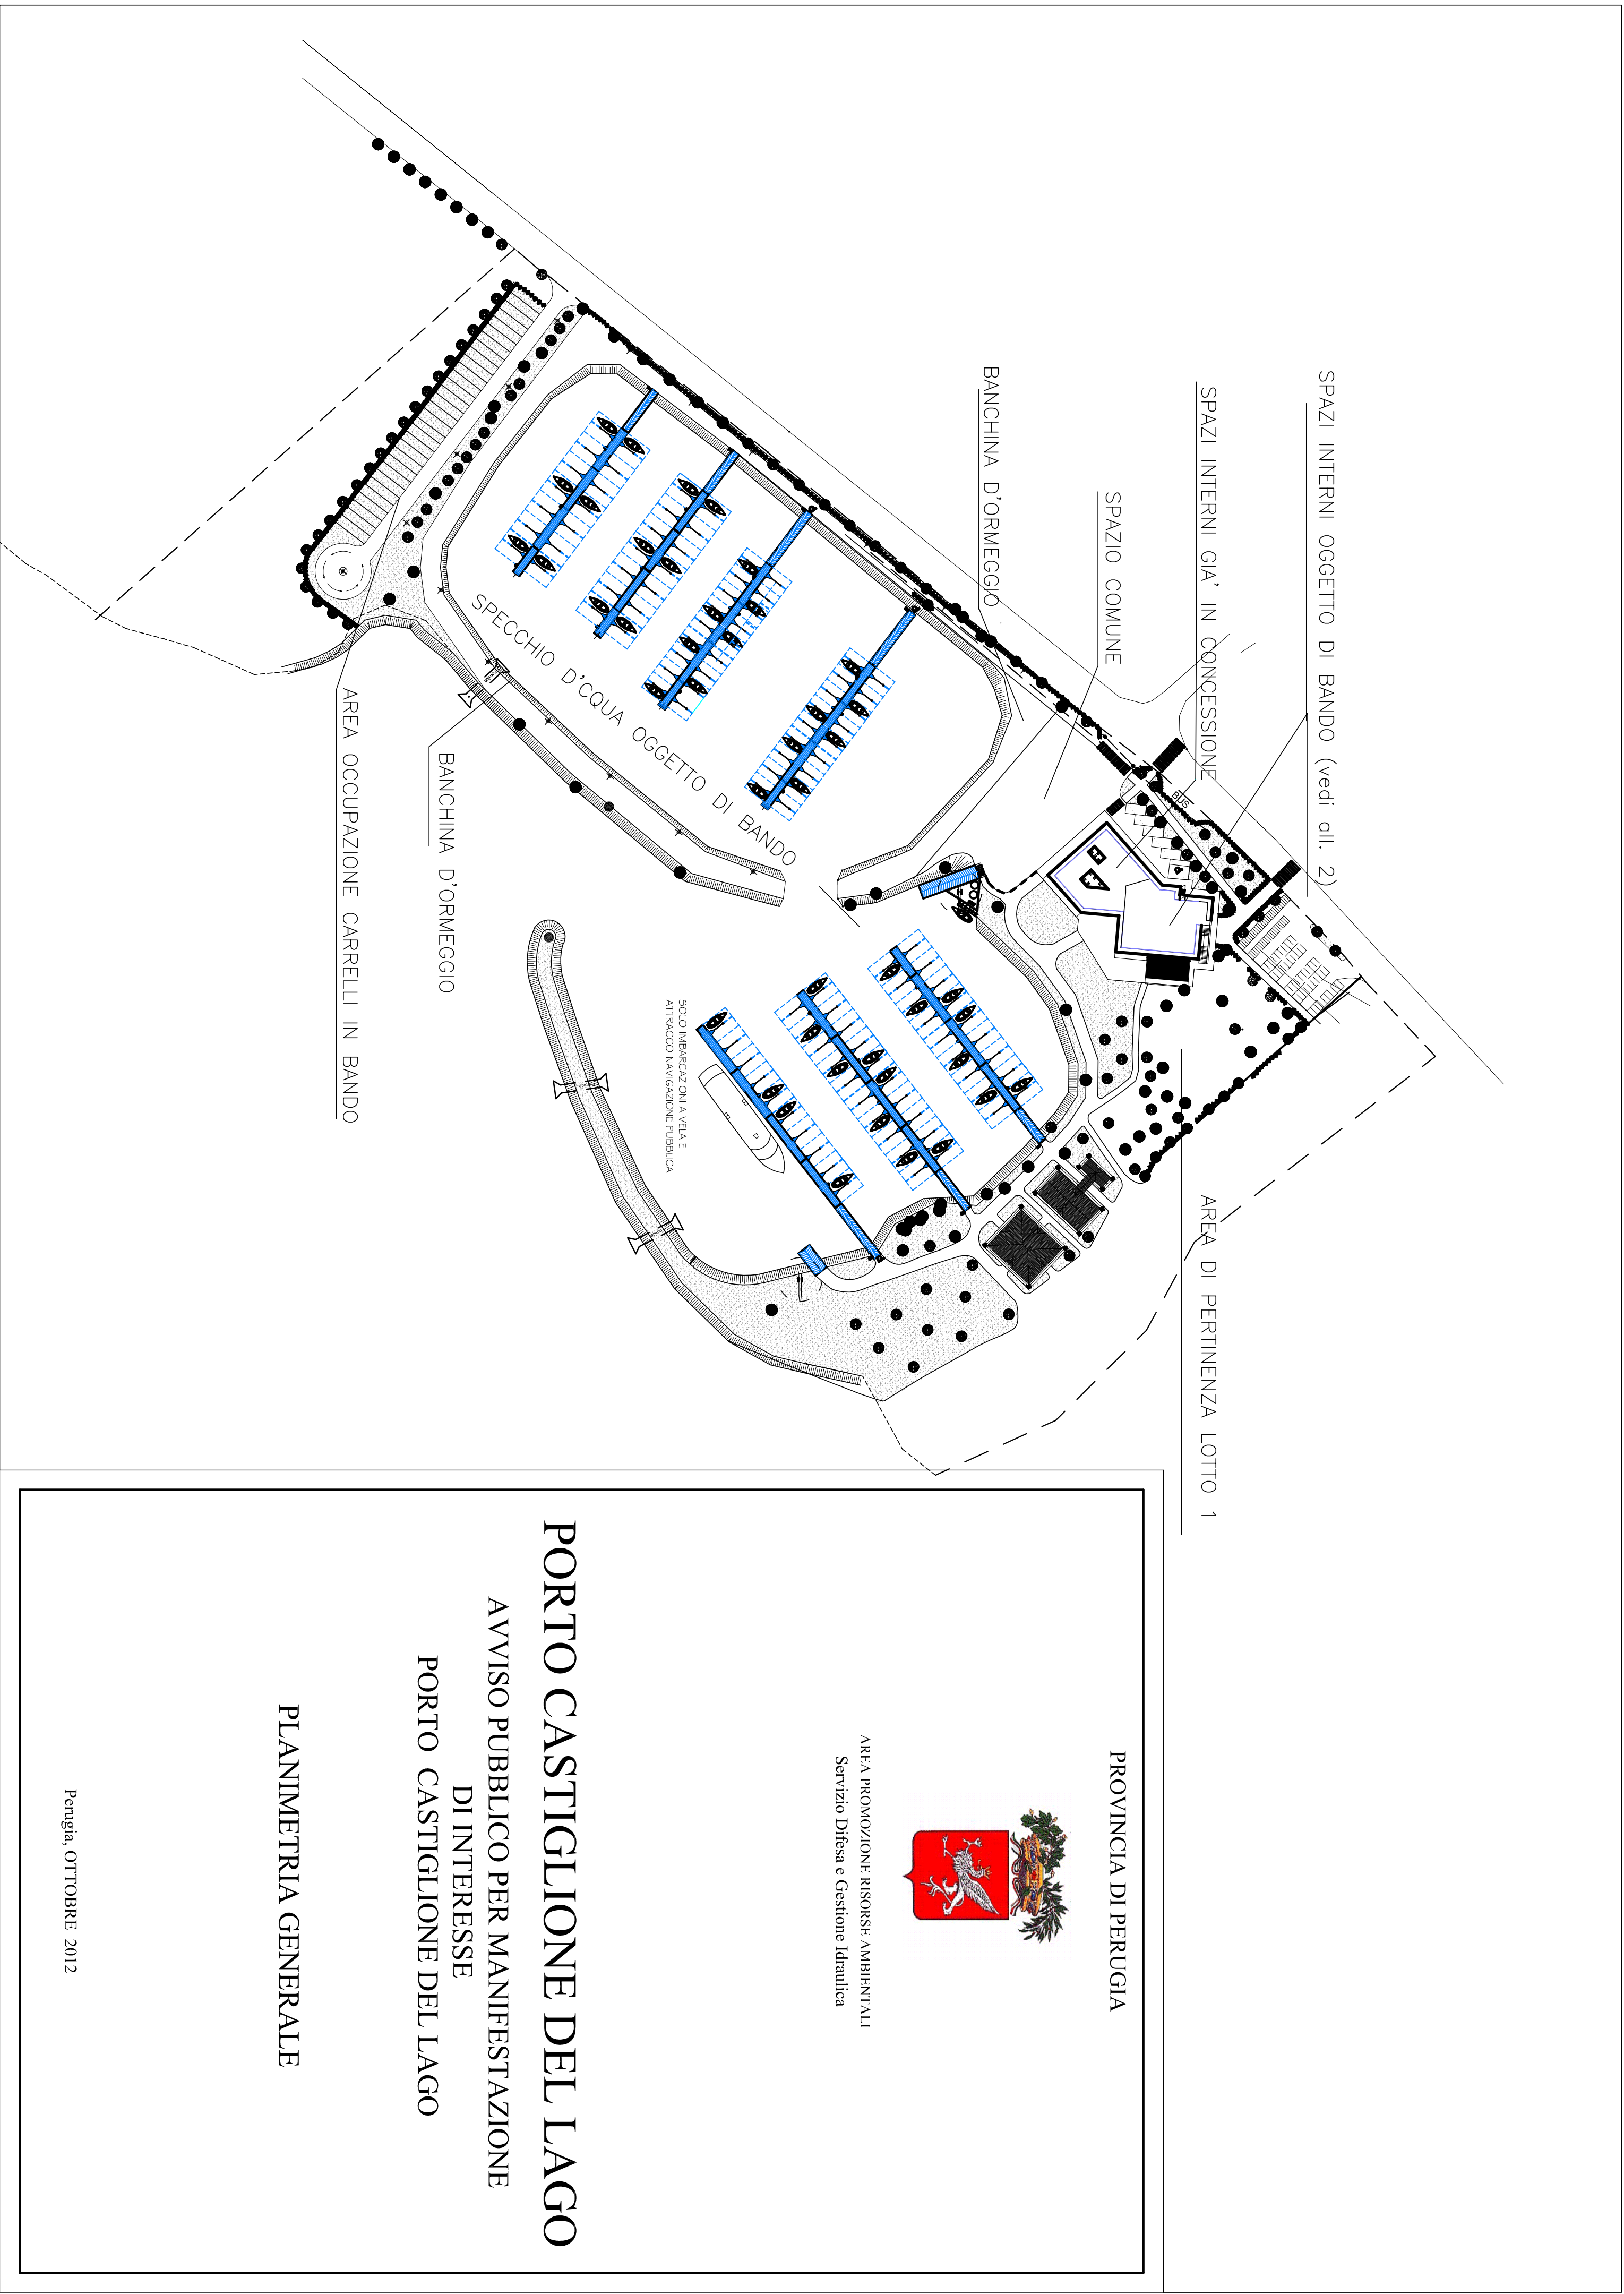 SPAZI INTERNI OGGETTO DI BANDO (vedi all. 2)
SPAZI INTERNI GIA' IN CONCESSIONE
SPAZIO COMUNE
BANCHINA D'ORMEGGIO
BUS
AREA DI PERTINENZA LOTTO 1
SPECCHIO D'CQUA OGGETTO DI BANDO
SOLO IMBARCAZIONI A VELA E
ATTRACCO NAVIGAZIONE PUBBLICA
BANCHINA D'ORMEGGIO
AREA OCCUPAZIONE CARRELLI IN BANDO
PROVINCIA DI PERUGIA
AREA PROMOZIONE RISORSE AMBIENTALI
Servizio Difesa e Gestione Idraulica
PORTO CASTIGLIONE DEL LAGO
AVVISO PUBBLICO PER MANIFESTAZIONE
DI INTERESSE
PORTO CASTIGLIONE DEL LAGO
PLANIMETRIA GENERALE
Perugia, OTTOBRE 2012